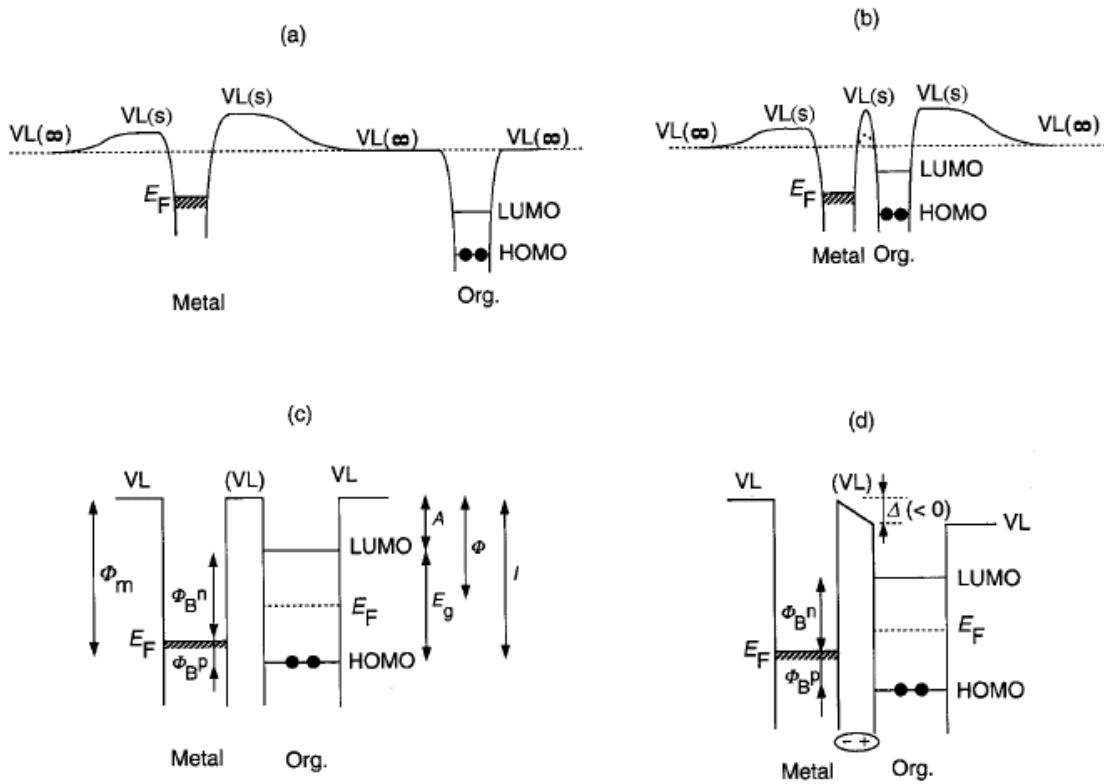 (a)
VL(s)
VL(s)
VL(∞)
VL(∞)
VL(∞)
E_F
LUMO
HOMO
Metal
Org.
(b)
VL(s)
VL(s)
VL(s)
VL(∞)
VL(∞)
E_F
LUMO
HOMO
Metal Org.
(c)
VL
(VL)
VL
A
Φ_m
Φ_B^n
LUMO
Φ
I
E_F
E_g
E_F
Φ_B^p
HOMO
Metal
Org.
(d)
VL
(VL)
Δ (< 0)
VL
LUMO
Φ_B^n
E_F
E_F
Φ_B^p
HOMO
− +
Metal
Org.